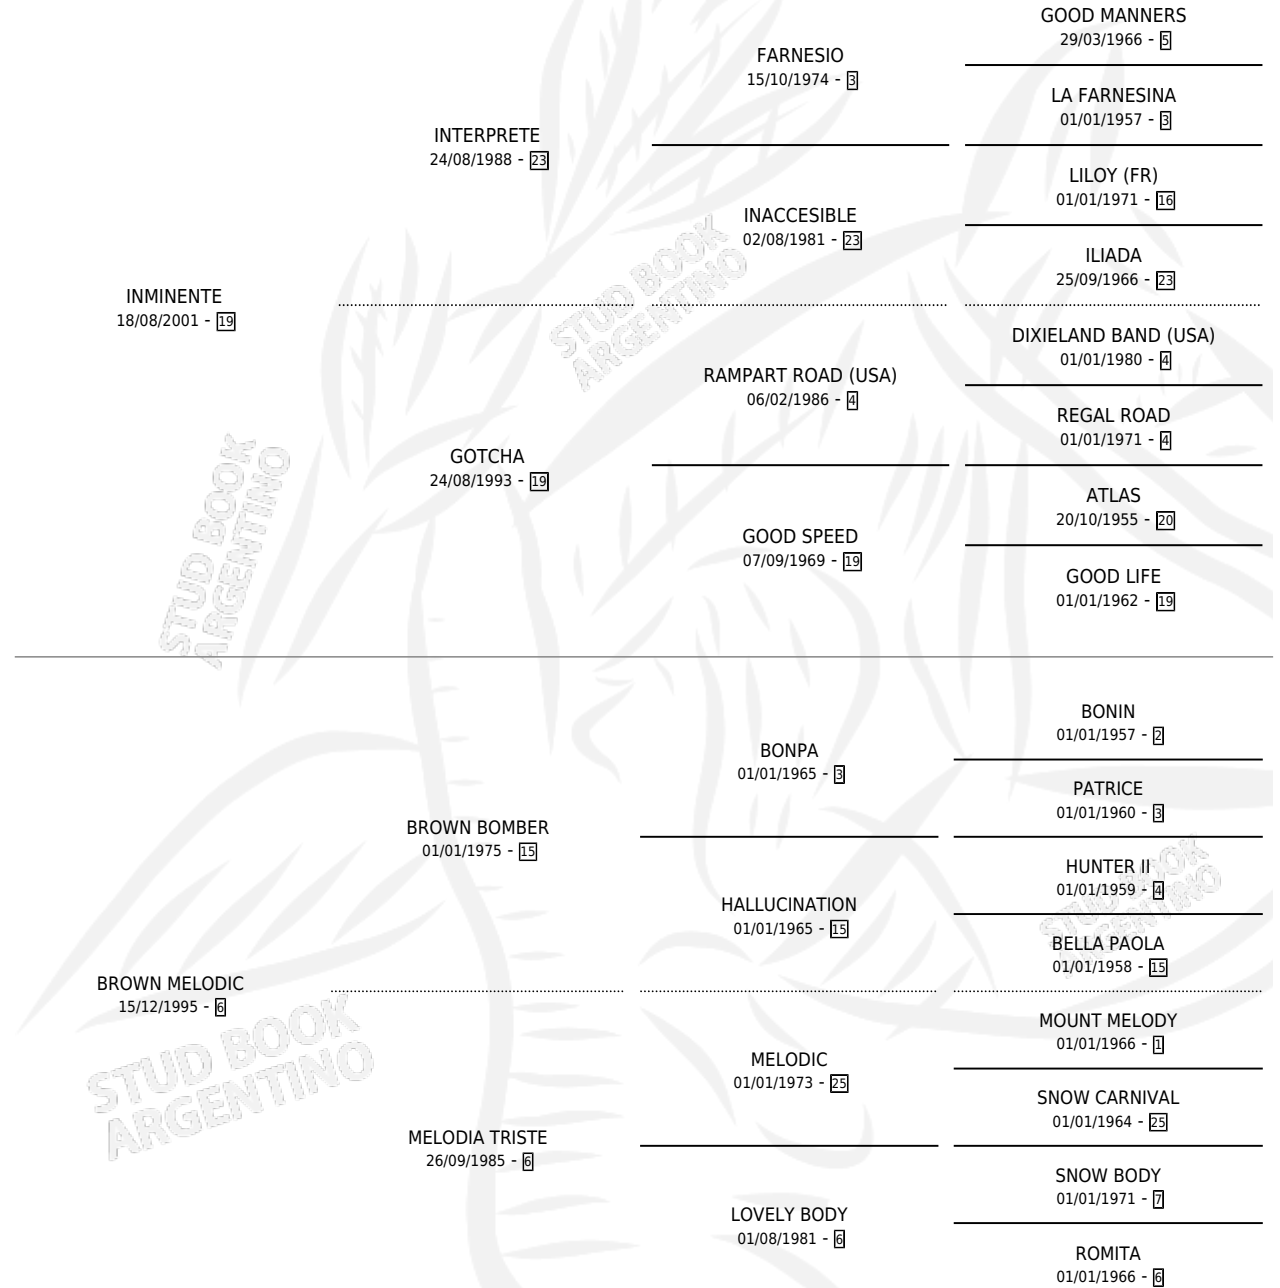 GOOD MANNERS
29/03/1966 - 5
FARNESIO
15/10/1974 - 3
LA FARNESINA
01/01/1957 - 3
INTERPRETE
24/08/1988 - 23
LILOY (FR)
01/01/1971 - 16
INACCESIBLE
02/08/1981 - 23
ILIADA
25/09/1966 - 23
INMINENTE
18/08/2001 - 19
DIXIELAND BAND (USA)
01/01/1980 - 4
RAMPART ROAD (USA)
06/02/1986 - 4
REGAL ROAD
01/01/1971 - 4
GOTCHA
24/08/1993 - 19
ATLAS
20/10/1955 - 20
GOOD SPEED
07/09/1969 - 19
GOOD LIFE
01/01/1962 - 19
BONIN
01/01/1957 - 2
BONPA
01/01/1965 - 3
PATRICE
01/01/1960 - 3
BROWN BOMBER
01/01/1975 - 15
HUNTER II
01/01/1959 - 4
HALLUCINATION
01/01/1965 - 15
BELLA PAOLA
01/01/1958 - 15
BROWN MELODIC
15/12/1995 - 6
MOUNT MELODY
01/01/1966 - 1
MELODIC
01/01/1973 - 25
SNOW CARNIVAL
01/01/1964 - 25
MELODIA TRISTE
26/09/1985 - 6
SNOW BODY
01/01/1971 - 7
LOVELY BODY
01/08/1981 - 6
ROMITA
01/01/1966 - 6
STUD BOOK
ARGENTINO
STUD BOOK
ARGENTINO
STUD BOOK
ARGENTINO
STUD BOOK
ARGENTINO